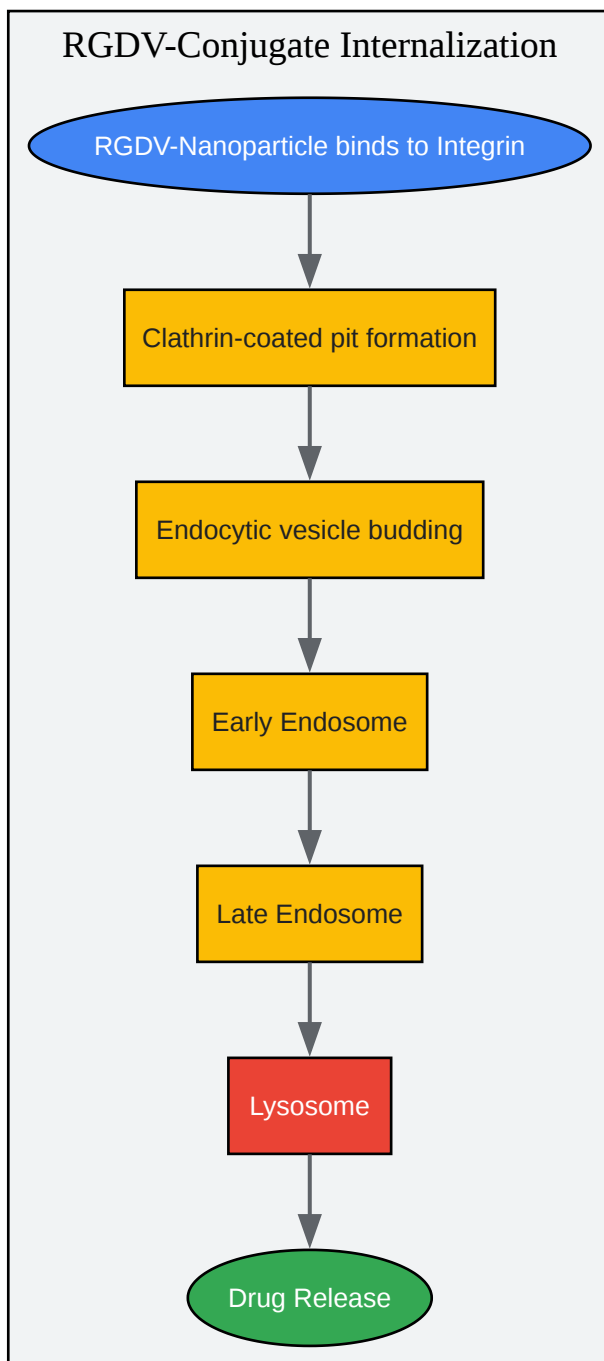 RGDV-Conjugate Internalization
RGDV-Nanoparticle binds to Integrin
Clathrin-coated pit formation
Endocytic vesicle budding
Early Endosome
Late Endosome
Lysosome
Drug Release